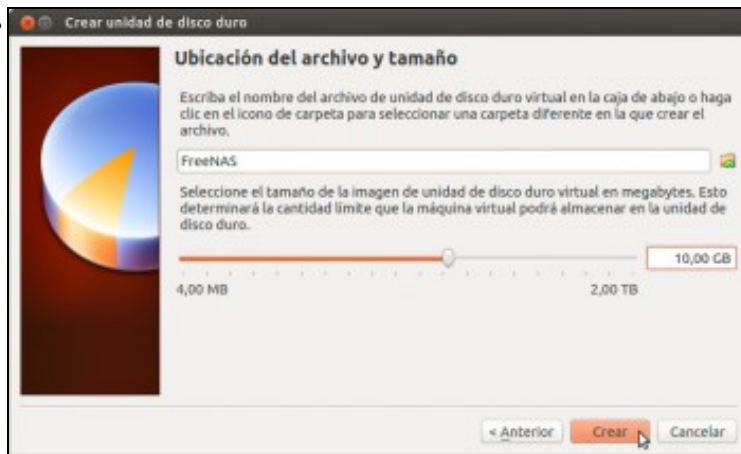 Crear unidad de disco duro
Ubicación del archivo y tamaño
Escriba el nombre del archivo de unidad de disco duro virtual en la caja de abajo o haga
clic en el icono de carpeta para seleccionar una carpeta diferente en la que crear el
archivo.
FreeNAS
Seleccione el tamaño de la imagen de unidad de disco duro virtual en megabytes. Esto
determinará la cantidad límite que la máquina virtual podrá almacenar en la unidad de
disco duro.
10,00 GB
4,00 MB 2,00 TB
< Anterior Crear Cancelar